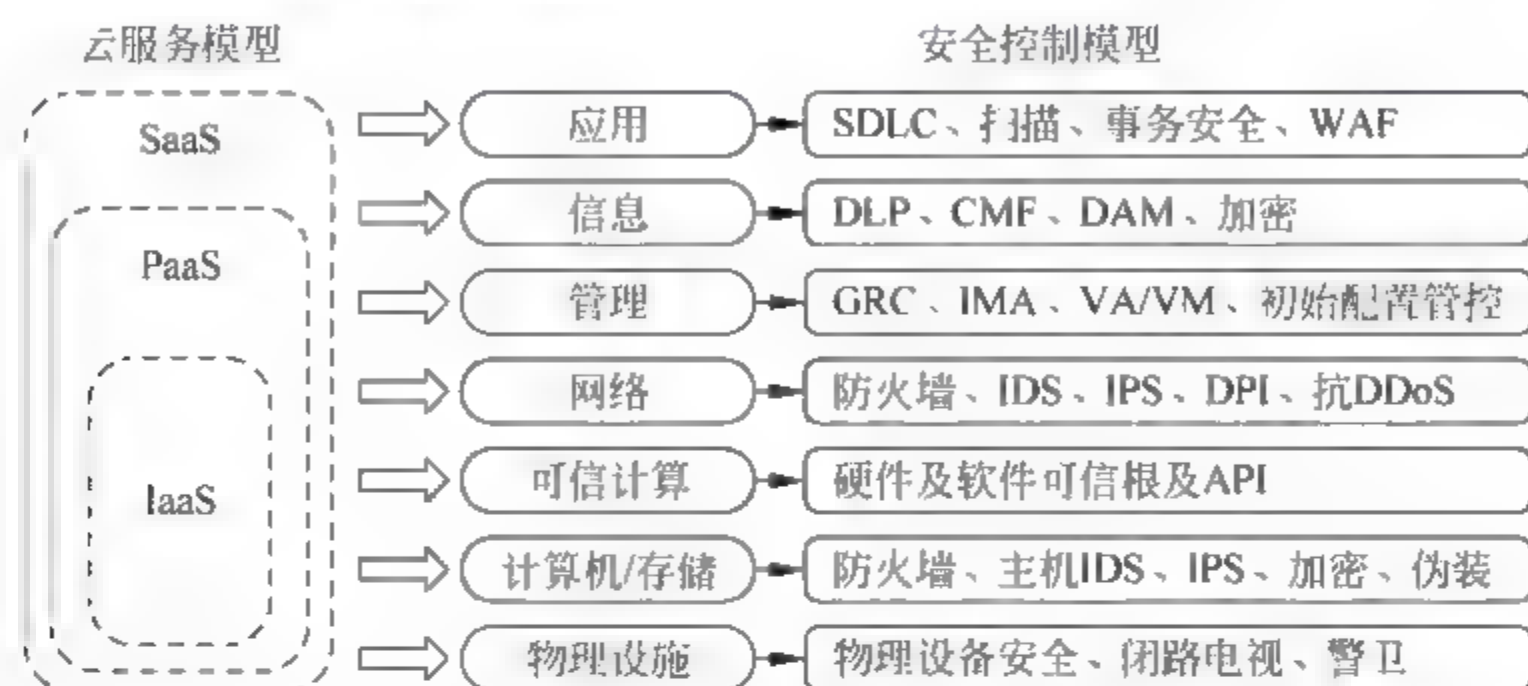 云服务模型 安全控制模型
SaaS
PaaS
IaaS
应用 SDLC、扫描、事务安全、WAF
信息 DLP、CMF、DAM、加密
管理 GRC、IMA、VA/VM、初始配置管控
网络 防火墙、IDS、IPS、DPI、抗DDoS
可信计算 硬件及软件可信根及API
计算机/存储 防火墙、主机IDS、IPS、加密、伪装
物理设施 物理设备安全、闭路电视、警卫